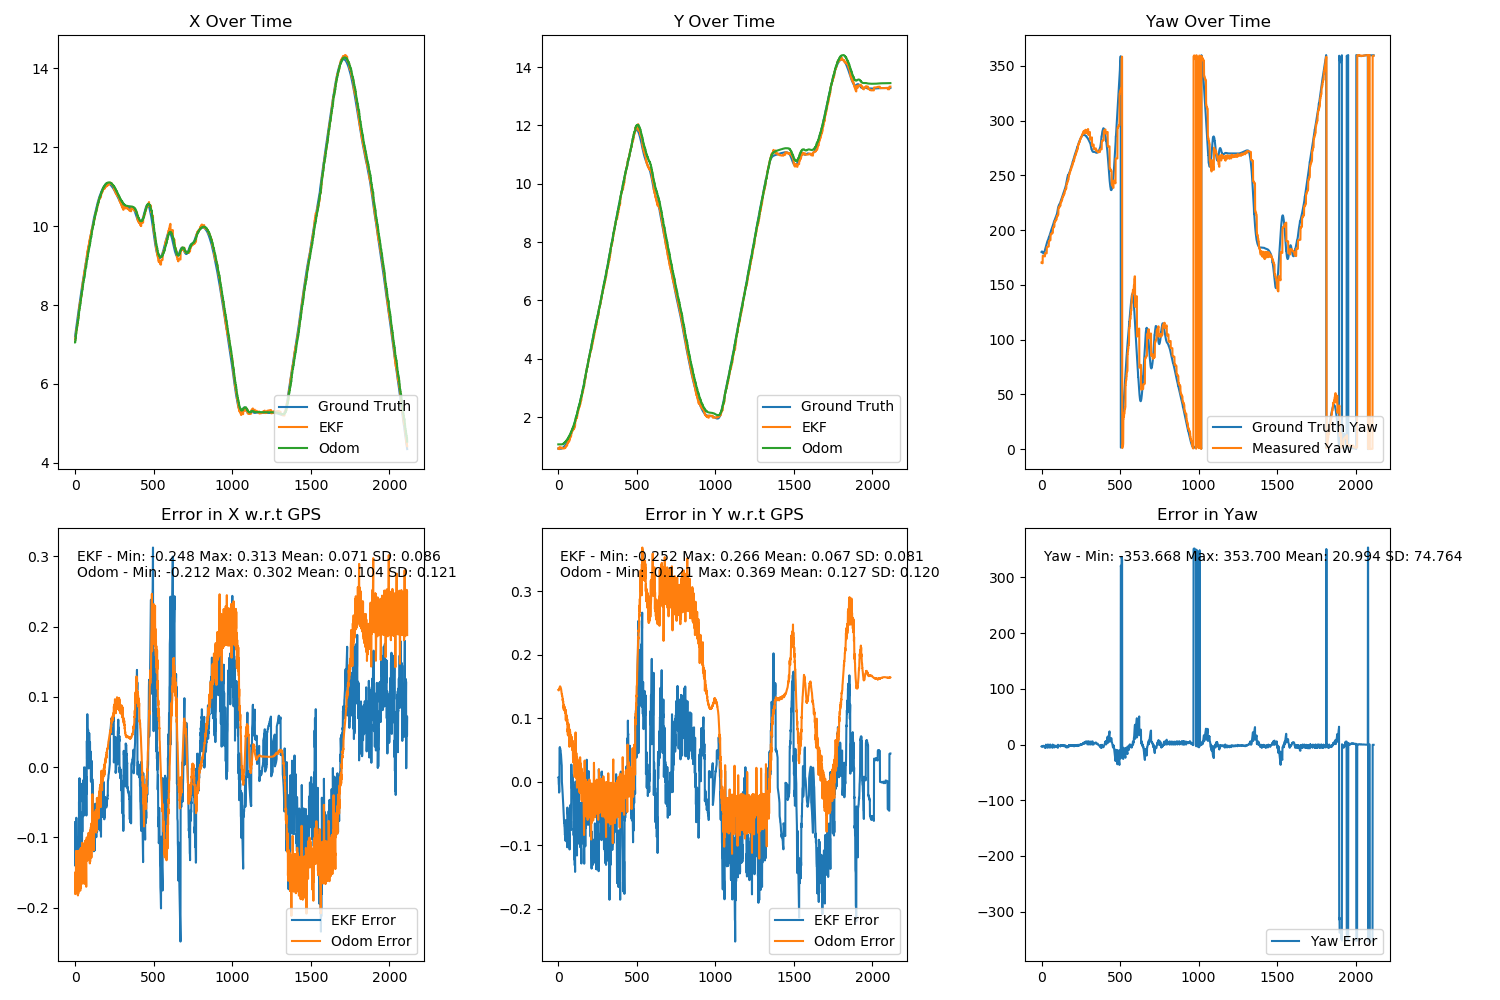 X Over Time
14
12
10
8
6
4
0
500
1000
1500
2000
Ground Truth
EKF
Odom
Y Over Time
14
12
10
8
6
4
2
0
500
1000
1500
2000
Ground Truth
EKF
Odom
Yaw Over Time
350
300
250
200
150
100
50
0
0
500
1000
1500
2000
Ground Truth Yaw
Measured Yaw
Error in X w.r.t GPS
EKF - Min: -0.248 Max: 0.313 Mean: 0.071 SD: 0.086
Odom - Min: -0.212 Max: 0.302 Mean: 0.104 SD: 0.121
0.3
0.2
0.1
0.0
−0.1
−0.2
0
500
1000
1500
2000
EKF Error
Odom Error
Error in Y w.r.t GPS
EKF - Min: -0.252 Max: 0.266 Mean: 0.067 SD: 0.081
Odom - Min: -0.121 Max: 0.369 Mean: 0.127 SD: 0.120
0.3
0.2
0.1
0.0
−0.1
−0.2
0
500
1000
1500
2000
EKF Error
Odom Error
Error in Yaw
Yaw - Min: -353.668 Max: 353.700 Mean: 20.994 SD: 74.764
300
200
100
0
−100
−200
−300
0
500
1000
1500
2000
Yaw Error